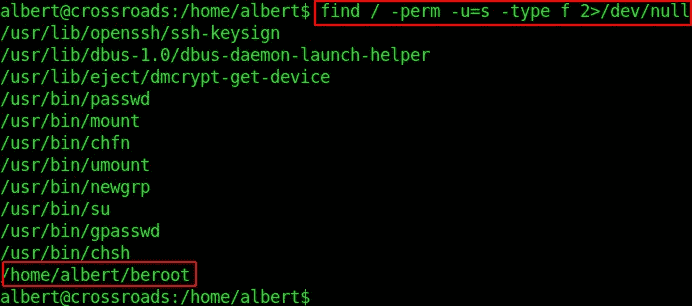 albert@crossroads:/home/albert$ find / -perm -u=s -type f 2>/dev/null
/usr/lib/openssh/ssh-keysign
/usr/lib/dbus-1.0/dbus-daemon-launch-helper
/usr/lib/eject/dmcrypt-get-device
/usr/bin/passwd
/usr/bin/mount
/usr/bin/chfn
/usr/bin/umount
/usr/bin/newgrp
/usr/bin/su
/usr/bin/gpasswd
/usr/bin/chsh
/home/albert/beroot
albert@crossroads:/home/albert$